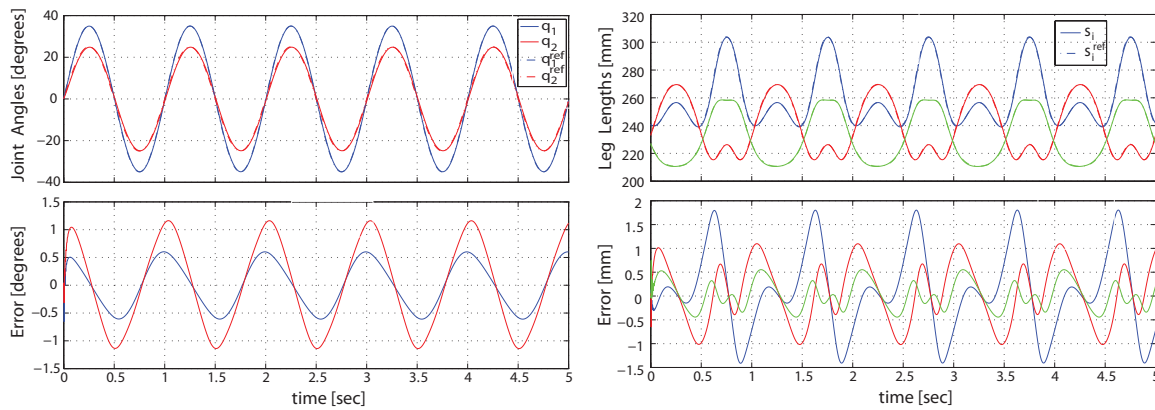 Joint Angles [degrees]
40
20
0
−20
−40
q1
q2
q1ref
q2ref
Error [degrees]
1.5
1
0.5
0
−0.5
−1
−1.5
0 0.5 1 1.5 2 2.5 3 3.5 4 4.5 5
time [sec]
Leg Lengths [mm]
320
300
280
260
240
220
200
si
siref
Error [mm]
2
1.5
1
0.5
0
−0.5
−1
−1.5
0 0.5 1 1.5 2 2.5 3 3.5 4 4.5 5
time [sec]